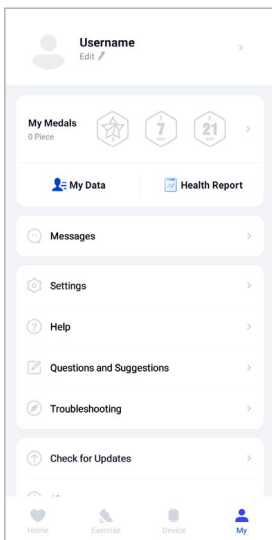 Username
Edit
My Medals
0 Piece
7
21
My Data
Health Report
Messages
Settings
Help
Questions and Suggestions
Troubleshooting
Check for Updates
Home
Exercise
Device
My